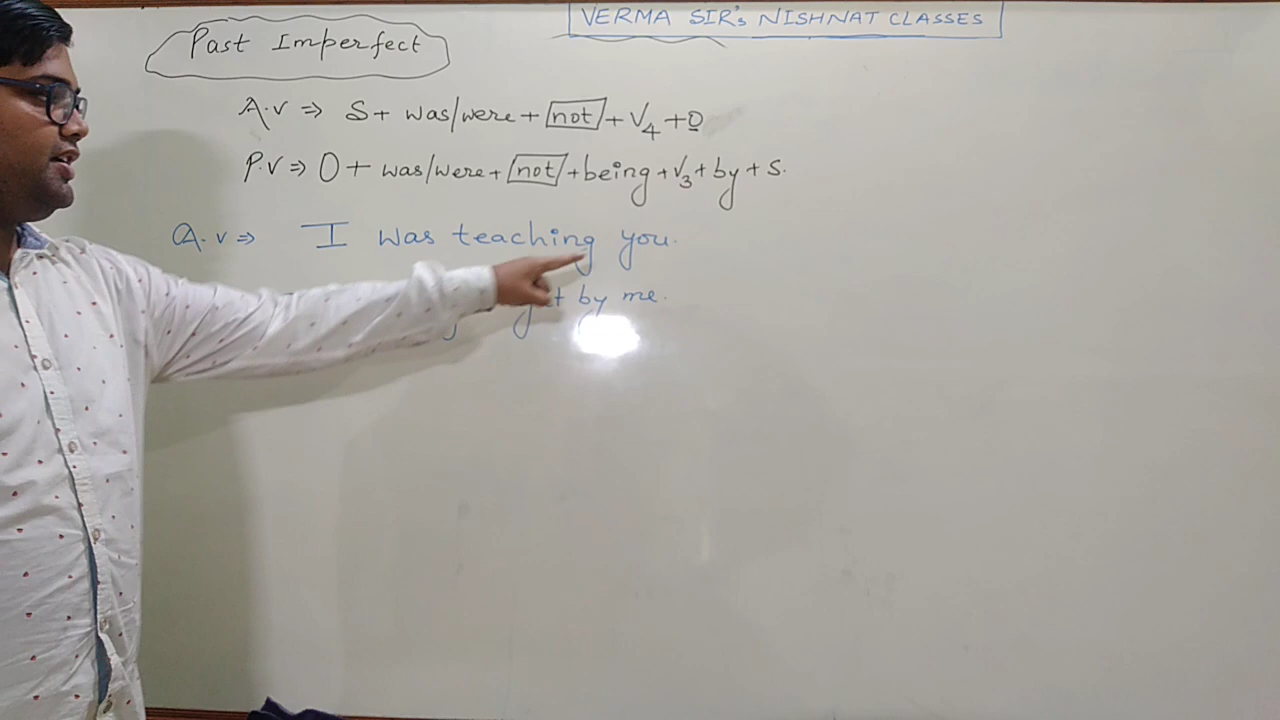 VERMA SIR's NISHNAT CLASSES
Past Imperfect
A.V ⇒ S+ was/were + not + V4 + O
P.V ⇒ O + was/were + not + being + V3 + by + S.
A.V ⇒ I was teaching you.
by me.